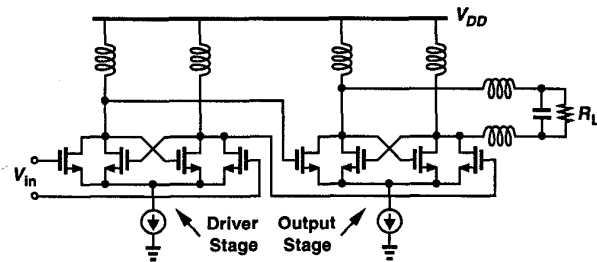 VDD
RL
Vin
Driver
Stage
Output
Stage